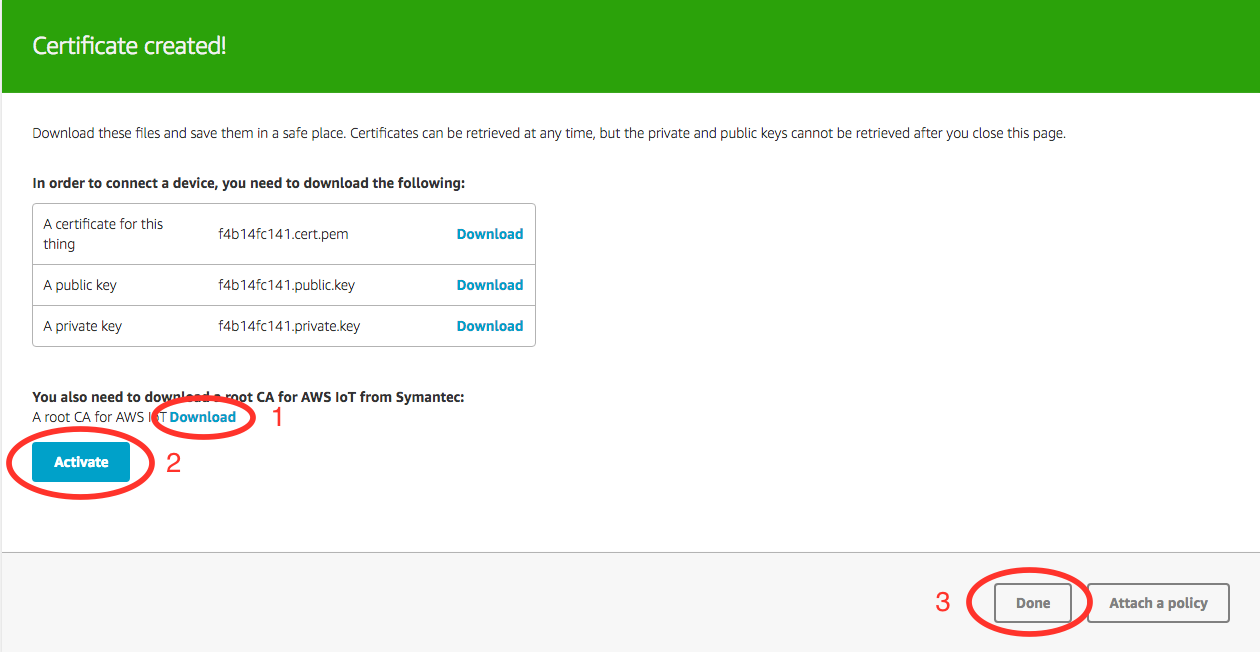 Certificate created!
Download these files and save them in a safe place. Certificates can be retrieved at any time, but the private and public keys cannot be retrieved after you close this page.
In order to connect a device, you need to download the following:
A certificate for this
thing
f4b14fc141.cert.pem
Download
A public key
f4b14fc141.public.key
Download
A private key
f4b14fc141.private.key
Download
You also need to download a root CA for AWS IoT from Symantec:
A root CA for AWS IoT Download
1
Activate
2
3
Done
Attach a policy